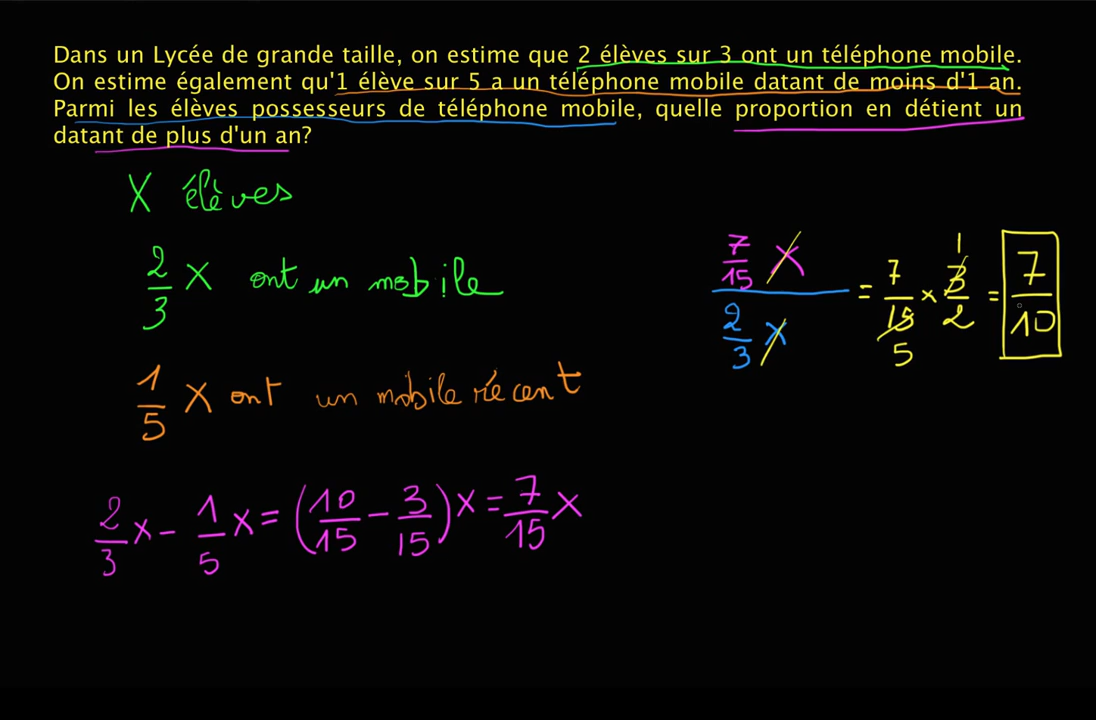 Dans un Lycée de grande taille, on estime que 2 élèves sur 3 ont un téléphone mobile.
On estime également qu'1 élève sur 5 a un téléphone mobile datant de moins d'1 an.
Parmi les élèves possesseurs de téléphone mobile, quelle proportion en détient un
datant de plus d'un an?
X élèves
2/3 X ont un mobile
1/5 X ont un mobile récent
2/3 X - 1/5 X = (10/15 - 3/15) X = 7/15 X
(7/15 X) / (2/3 X) = 7/15 5 × 1 3/2 = 7/10